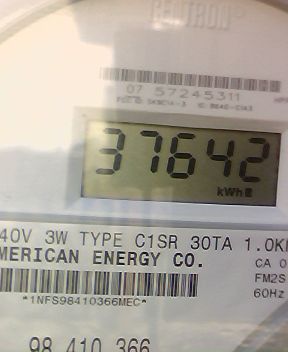 CENTRON®
07 57245311
37642
kWh
40V 3W TYPE C1SR 30TA 1.0K
MERICAN ENERGY CO.
CA 0
FM2S
60Hz
*1NFS98410366MEC*
98 410 366